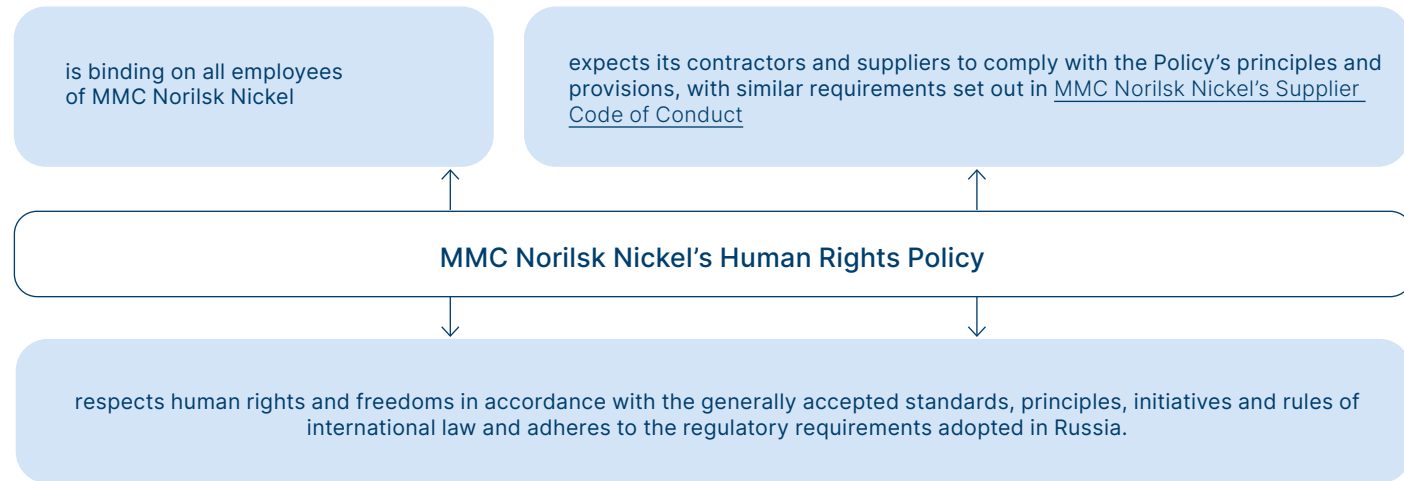 is binding on all employees
of MMC Norilsk Nickel
expects its contractors and suppliers to comply with the Policy’s principles and
provisions, with similar requirements set out in MMC Norilsk Nickel’s Supplier
Code of Conduct
MMC Norilsk Nickel’s Human Rights Policy
respects human rights and freedoms in accordance with the generally accepted standards, principles, initiatives and rules of
international law and adheres to the regulatory requirements adopted in Russia.